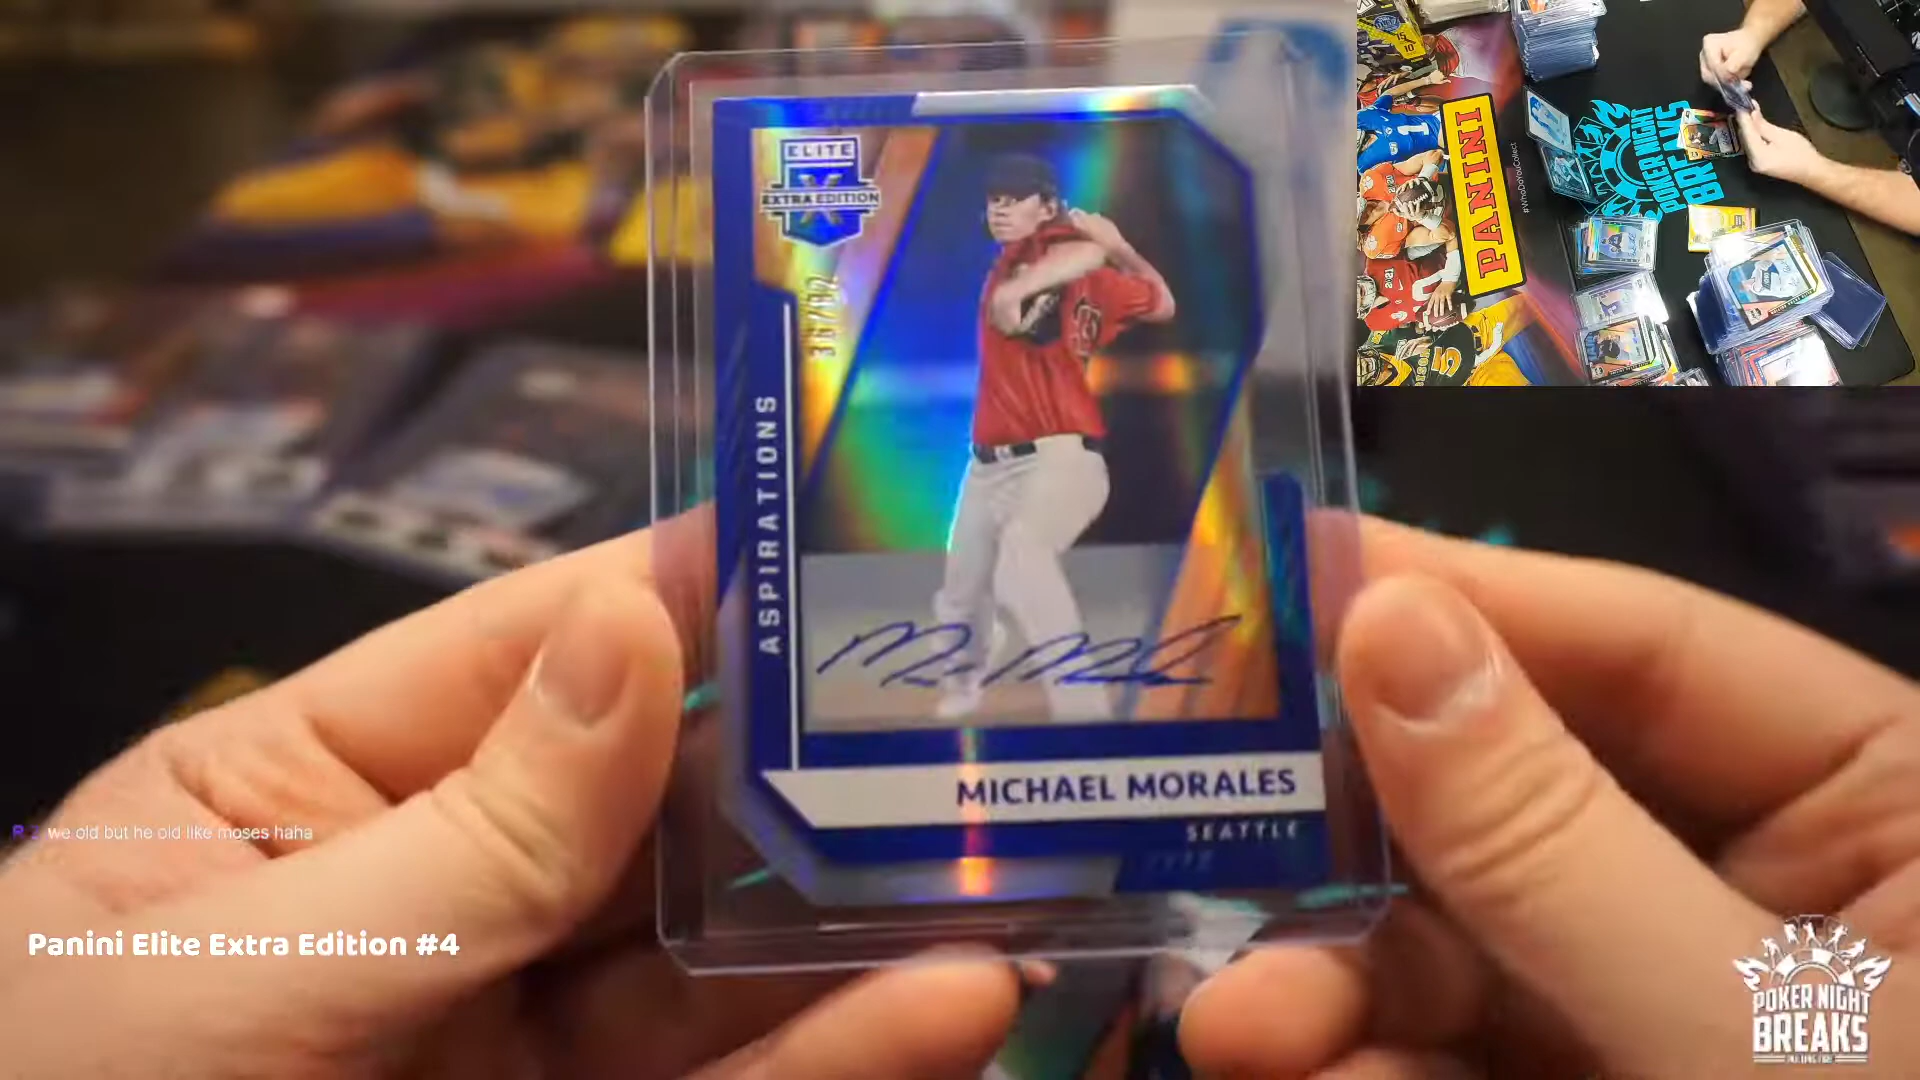 ELITE
EXTRA EDITION
ASPIRATIONS
MICHAEL MORALES
SEATTLE
PANINI
#WhoDoYouCollect
POKER NIGHT
BREAKS
we old but he old like moses haha
Panini Elite Extra Edition #4
POKER NIGHT
BREAKS